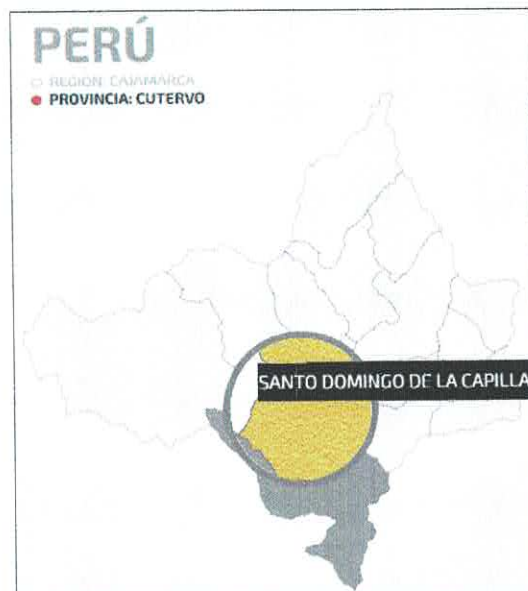 PERÚ
REGION: CAJAMARCA
PROVINCIA: CUTERVO
SANTO DOMINGO DE LA CAPILLA